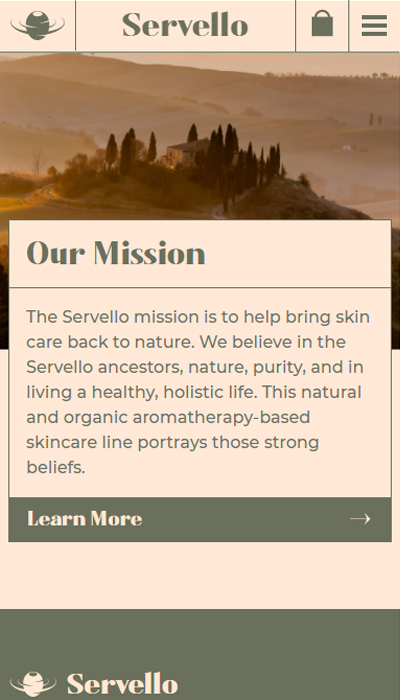 Servello
Our Mission
The Servello mission is to help bring skin
care back to nature. We believe in the
Servello ancestors, nature, purity, and in
living a healthy, holistic life. This natural
and organic aromatherapy-based
skincare line portrays those strong
beliefs.
Learn More →
Servello